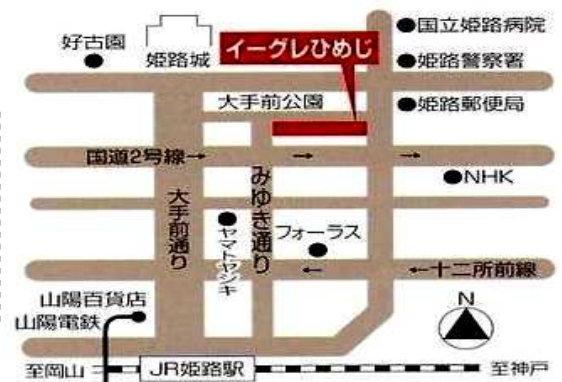 国立姫路病院
好古園
姫路城
イーグレひめじ
姫路警察署
大手前公園
姫路郵便局
国道2号線→
→
→
NHK
大手前通り
みゆき通り
ヤマトヤシキ
フォーラス
←
←十二所前線
山陽百貨店
山陽電鉄
N
至岡山
JR姫路駅
至神戸